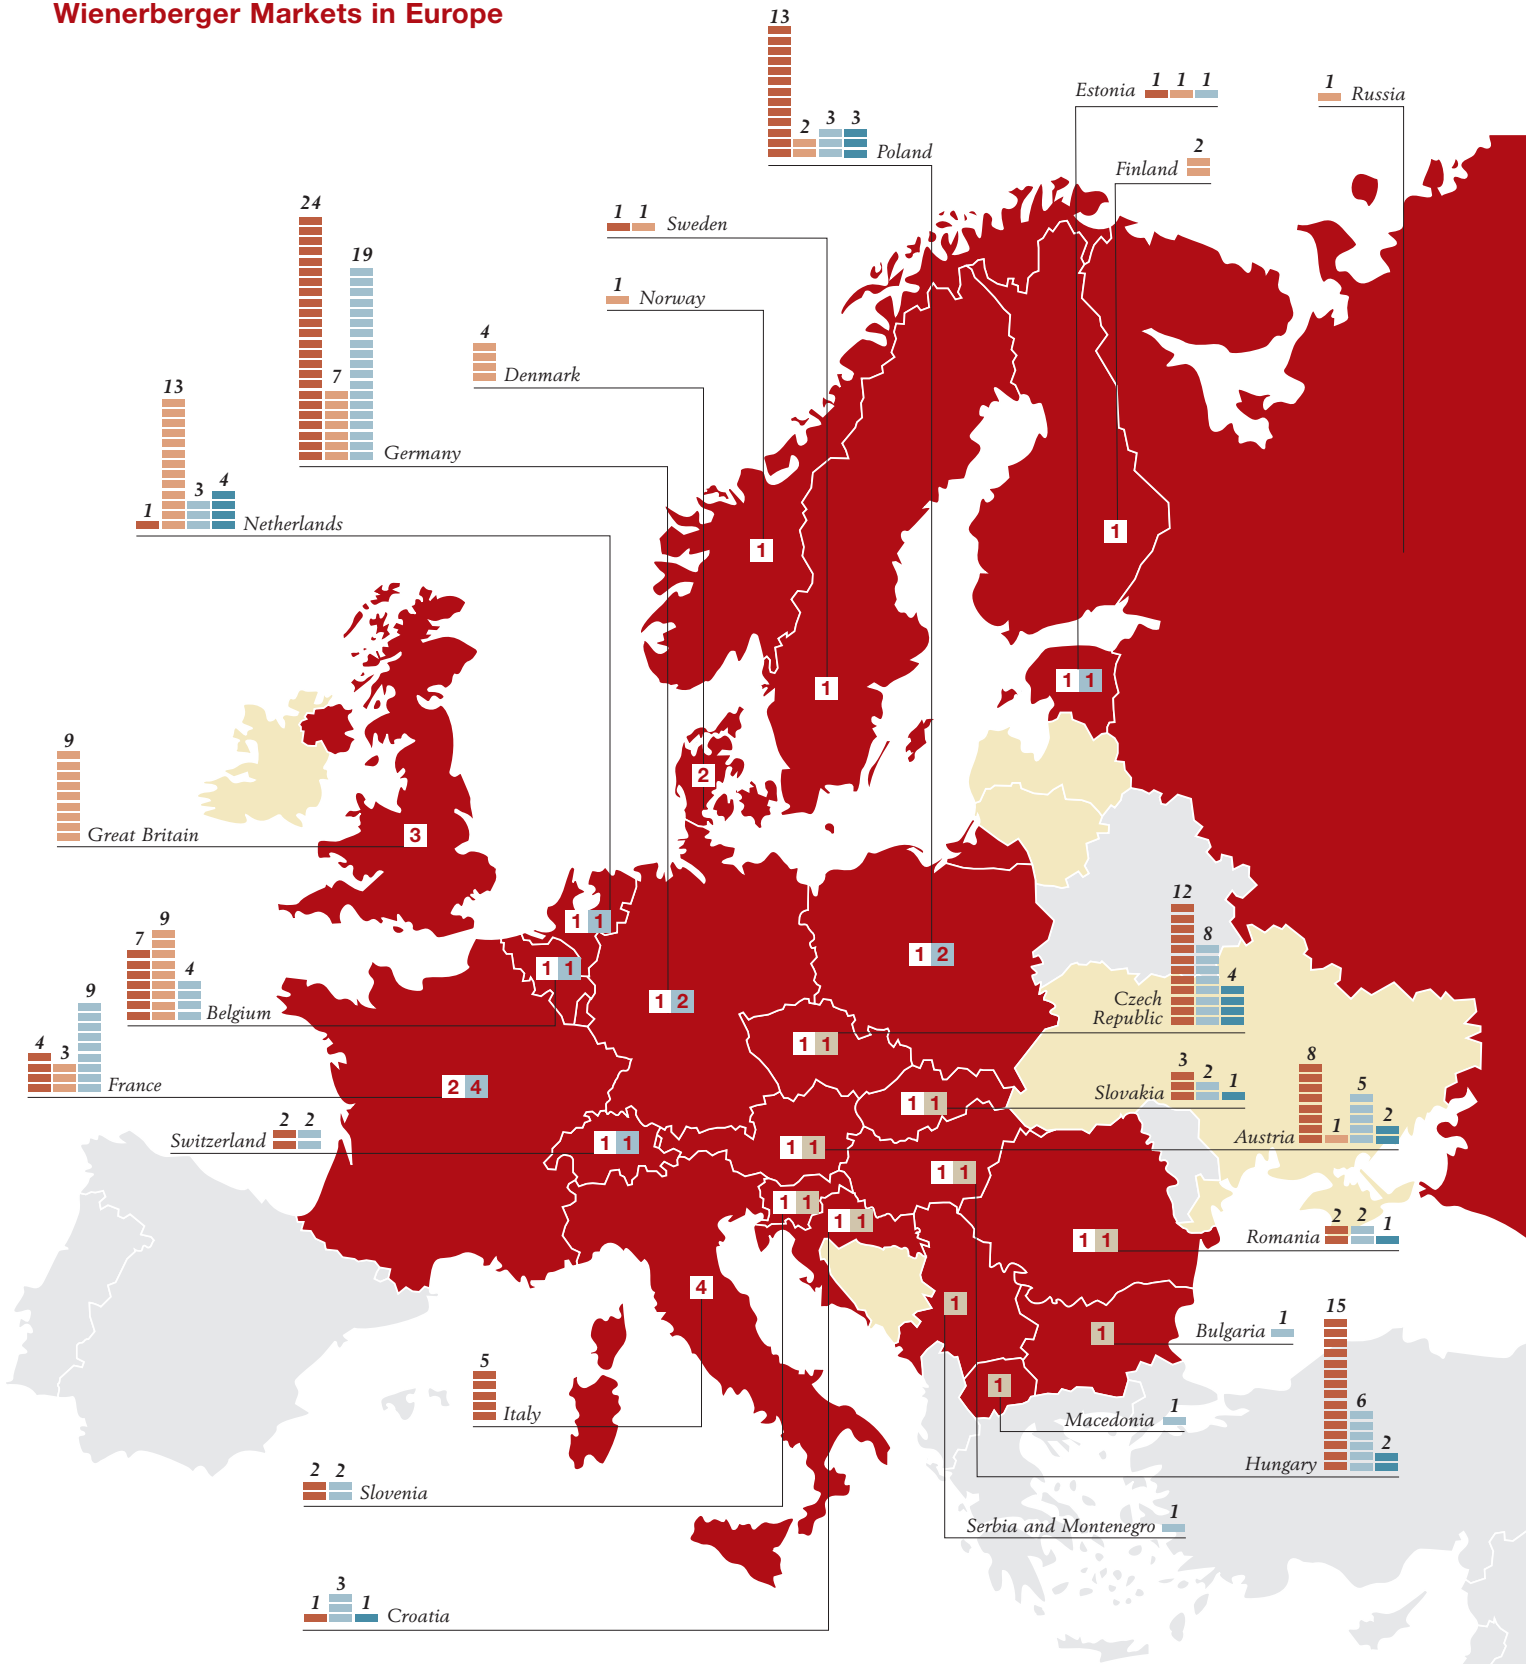 Wienerberger Markets in Europe
13
2 3 3
Poland
Estonia 1 1 1
1 Russia
Finland 2
24
7
19
Germany
1 1 Sweden
1 Norway
4
Denmark
1
13
3 4
Netherlands
1
1
1
1 1
2
9
Great Britain
3
1 1
1 1
1 2
1 2
7 9 4
Belgium
12
8
4
Czech
Republic
1 1
4 3 9
France
2 4
3 2 1
Slovakia
1 1
8
1
5
2
Austria
1 1
Switzerland 2 2
1 1
1 1
1 1
1 1
2 2 1
Romania
1 1
4
1
1
Bulgaria 1
15
6
2
Hungary
1
Macedonia 1
5
Italy
2 2
Slovenia
Serbia and Montenegro 1
1 3 1
Croatia